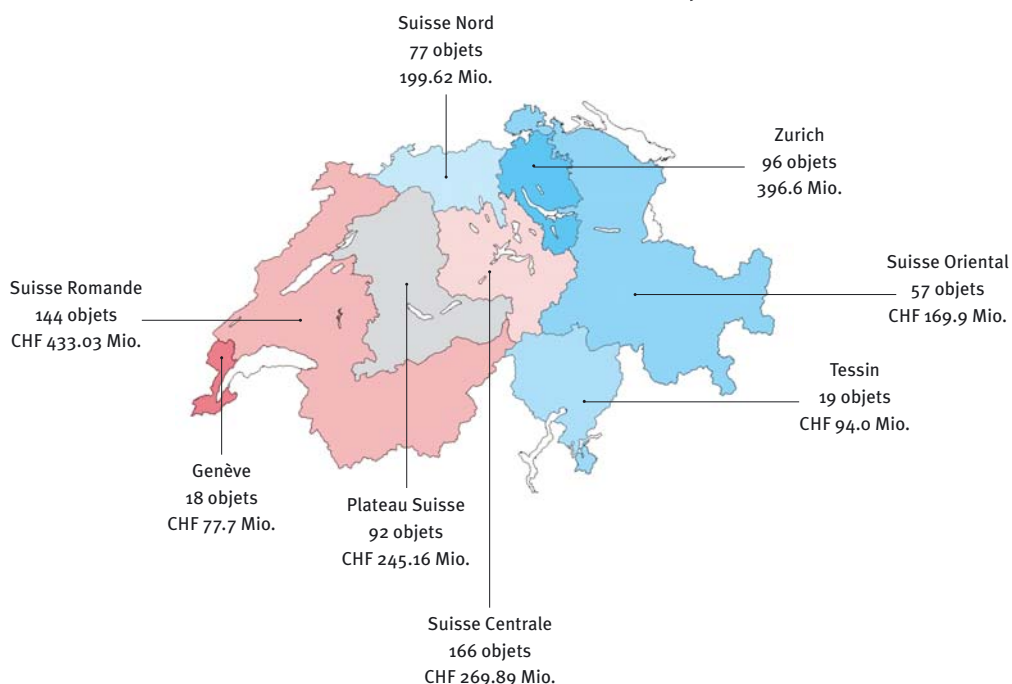 Suisse Nord
77 objets
199.62 Mio.
Zurich
96 objets
396.6 Mio.
Suisse Oriental
57 objets
CHF 169.9 Mio.
Suisse Romande
144 objets
CHF 433.03 Mio.
Tessin
19 objets
CHF 94.0 Mio.
Genève
18 objets
CHF 77.7 Mio.
Plateau Suisse
92 objets
CHF 245.16 Mio.
Suisse Centrale
166 objets
CHF 269.89 Mio.